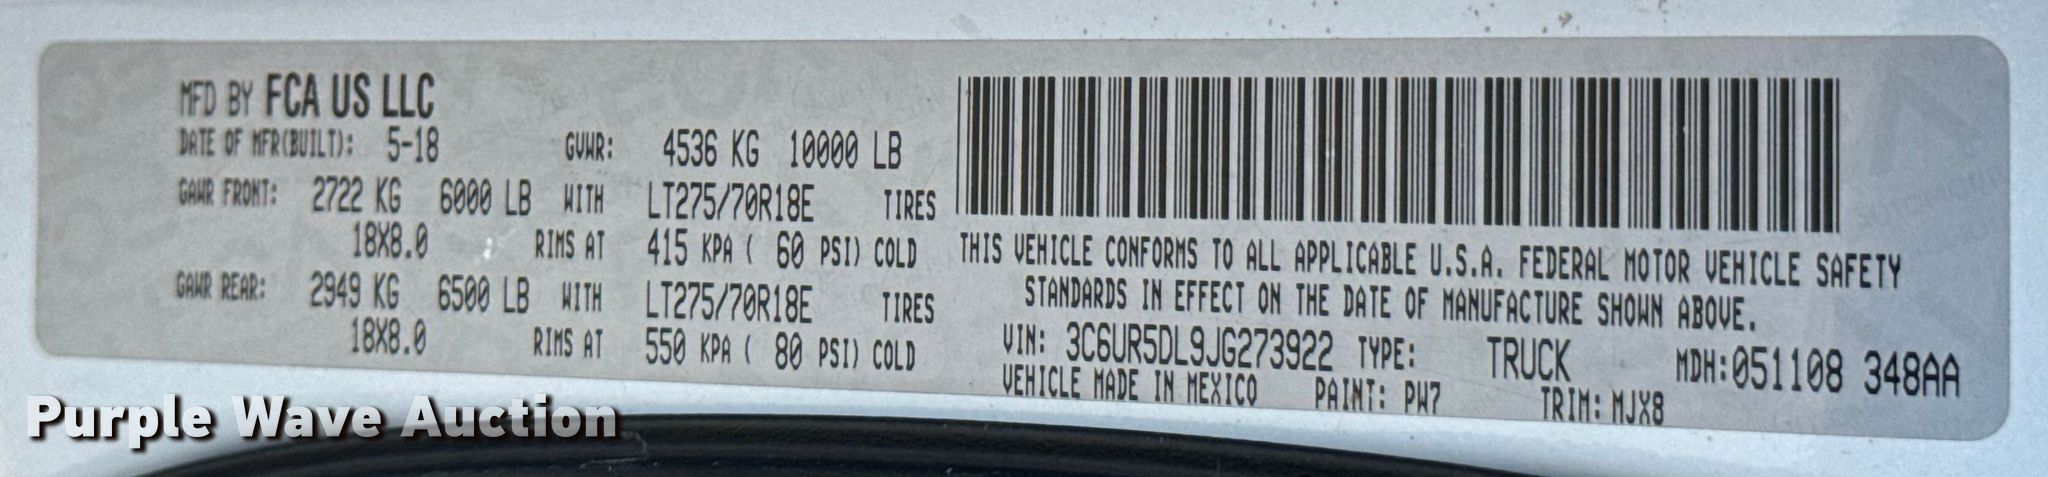 MFD BY FCA US LLC
DATE OF MFR(BUILT): 5-18 GVWR: 4536 KG 10000 LB
GAWR FRONT: 2722 KG 6000 LB WITH LT275/70R18E TIRES
18X8.0 RIMS AT 415 KPA ( 60 PSI) COLD
GAWR REAR: 2949 KG 6500 LB WITH LT275/70R18E TIRES
18X8.0 RIMS AT 550 KPA ( 80 PSI) COLD
THIS VEHICLE CONFORMS TO ALL APPLICABLE U.S.A. FEDERAL MOTOR VEHICLE SAFETY
STANDARDS IN EFFECT ON THE DATE OF MANUFACTURE SHOWN ABOVE.
VIN: 3C6UR5DL9JG273922 TYPE: TRUCK MDH:051108 348AA
VEHICLE MADE IN MEXICO PAINT: PW7 TRIM: MJX8
Purple Wave Auction